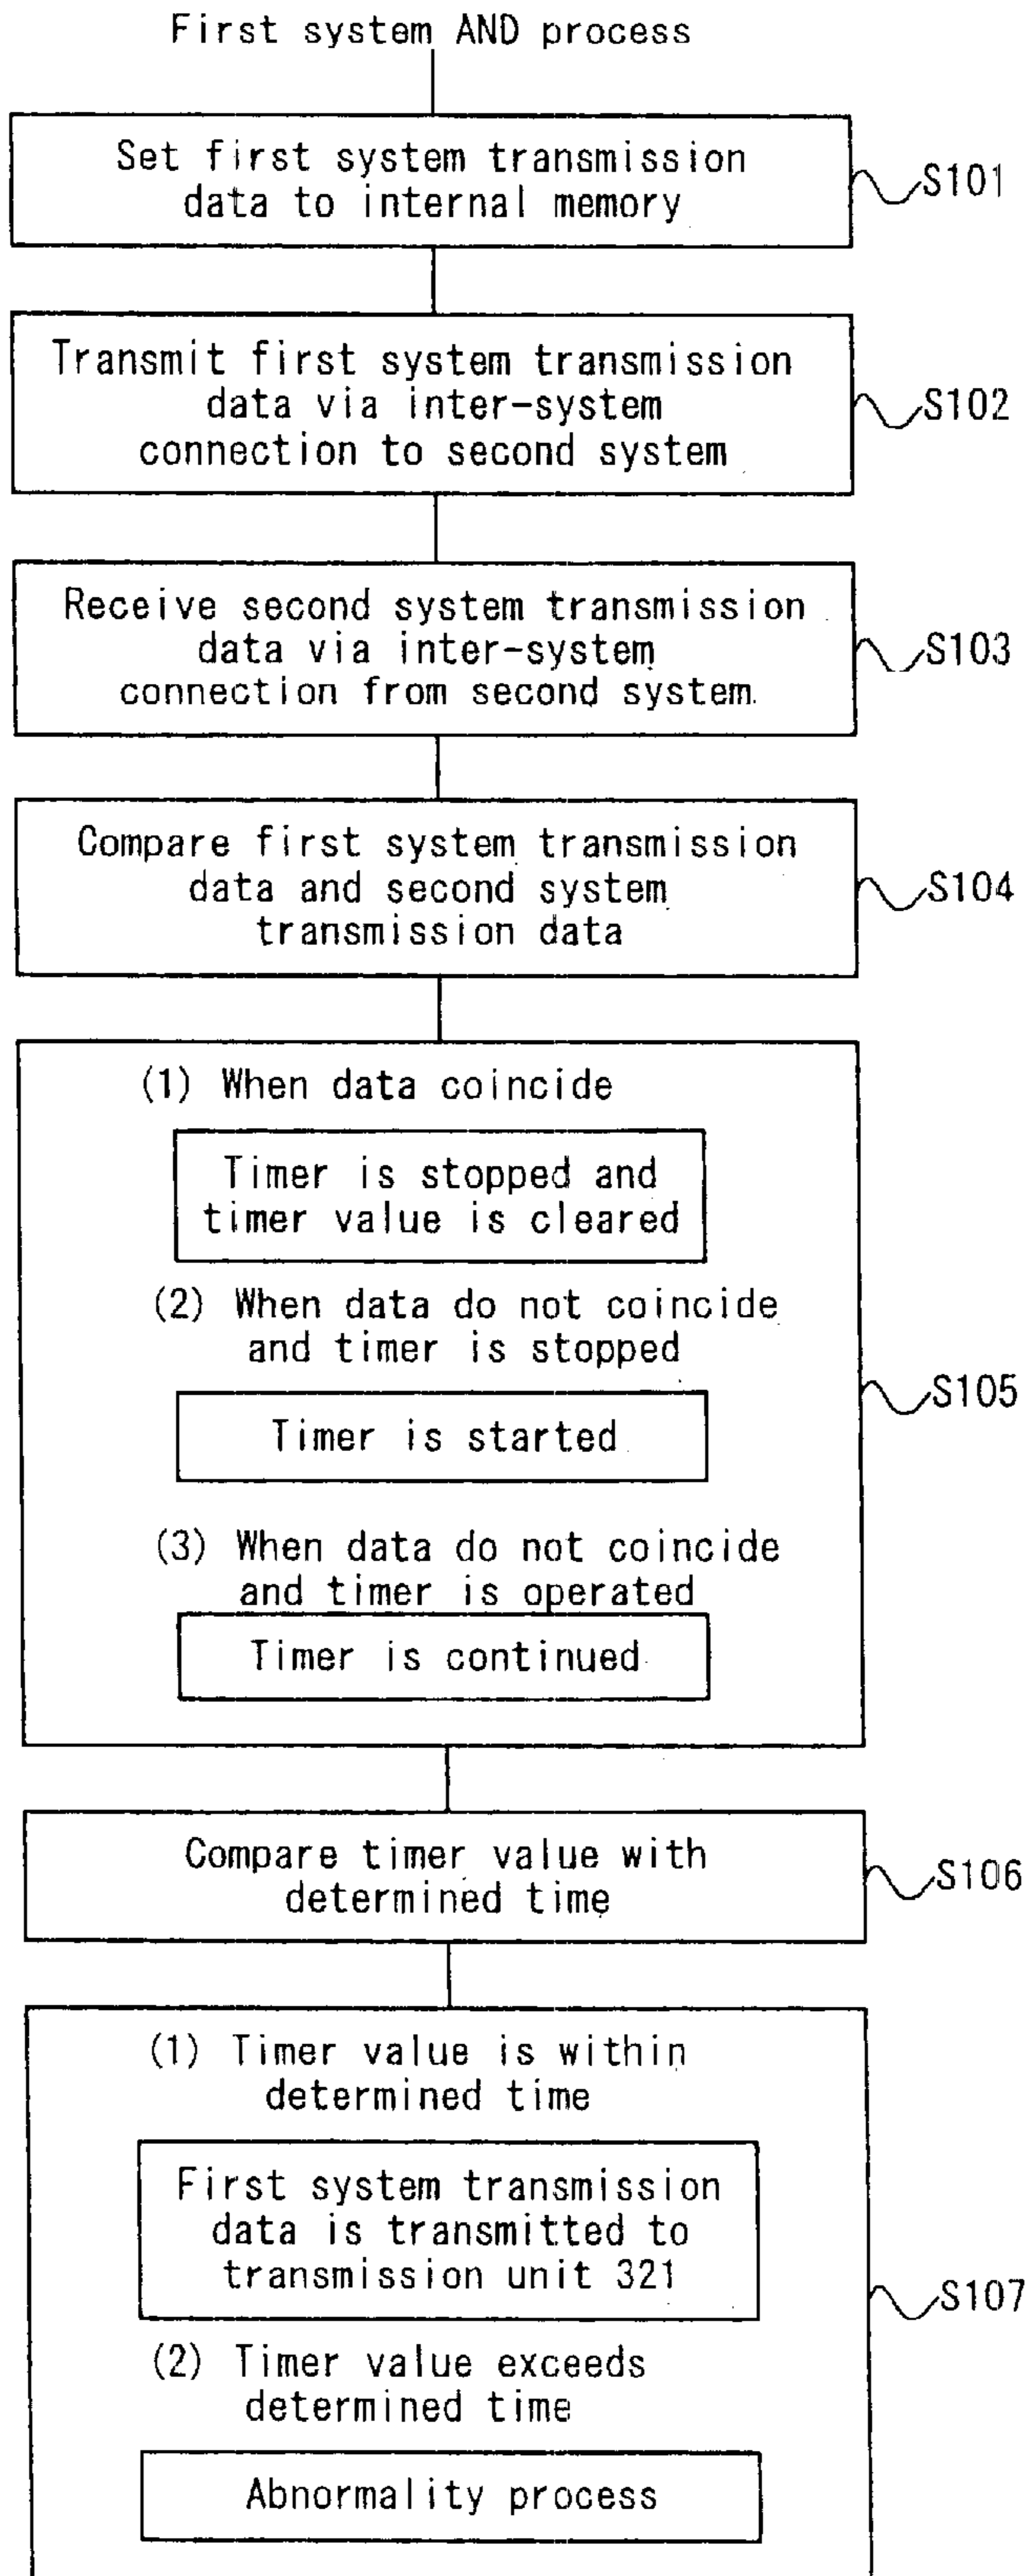 First system AND process
Set first system transmission
data to internal memory
S101
Transmit first system transmission
data via inter-system
connection to second system
S102
Receive second system transmission
data via inter-system
connection from second system
S103
Compare first system transmission
data and second system
transmission data
S104
(1) When data coincide
Timer is stopped and
timer value is cleared
(2) When data do not coincide
and timer is stopped
Timer is started
(3) When data do not coincide
and timer is operated
Timer is continued
S105
Compare timer value with
determined time
S106
(1) Timer value is within
determined time
First system transmission
data is transmitted to
transmission unit 321
(2) Timer value exceeds
determined time
Abnormality process
S107